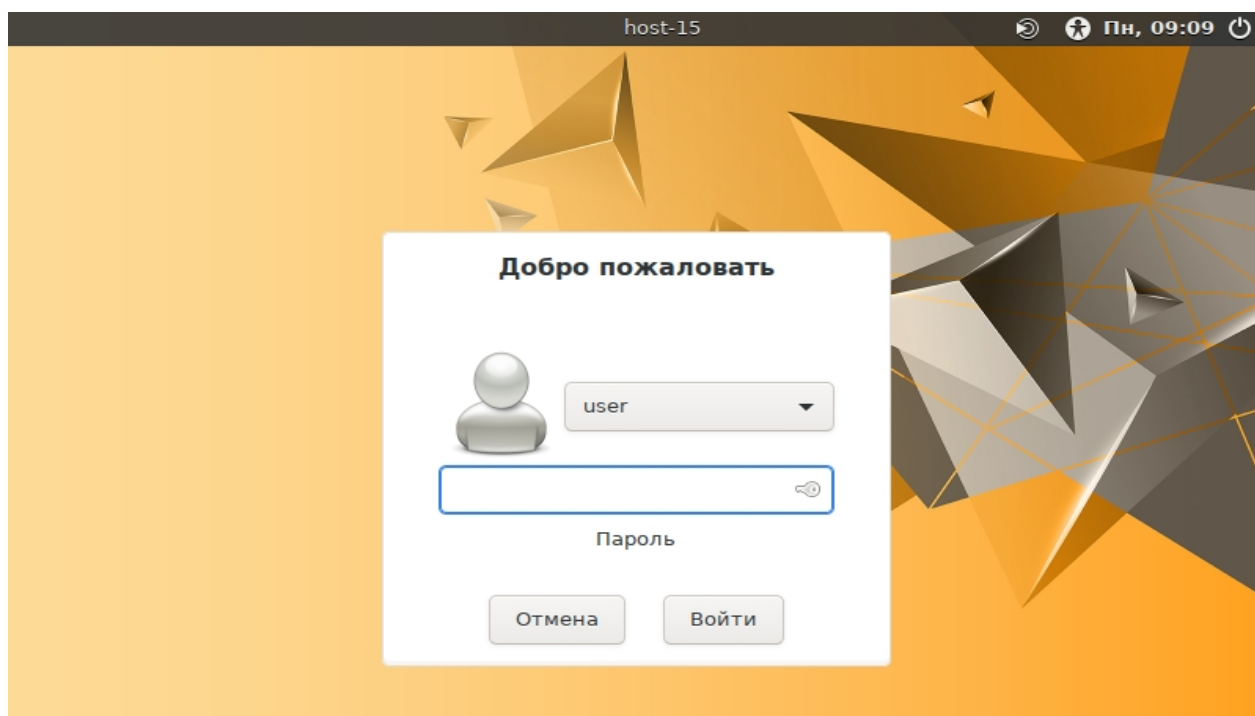 host-15
Пн, 09:09
Добро пожаловать
user
Пароль
Отмена
Войти